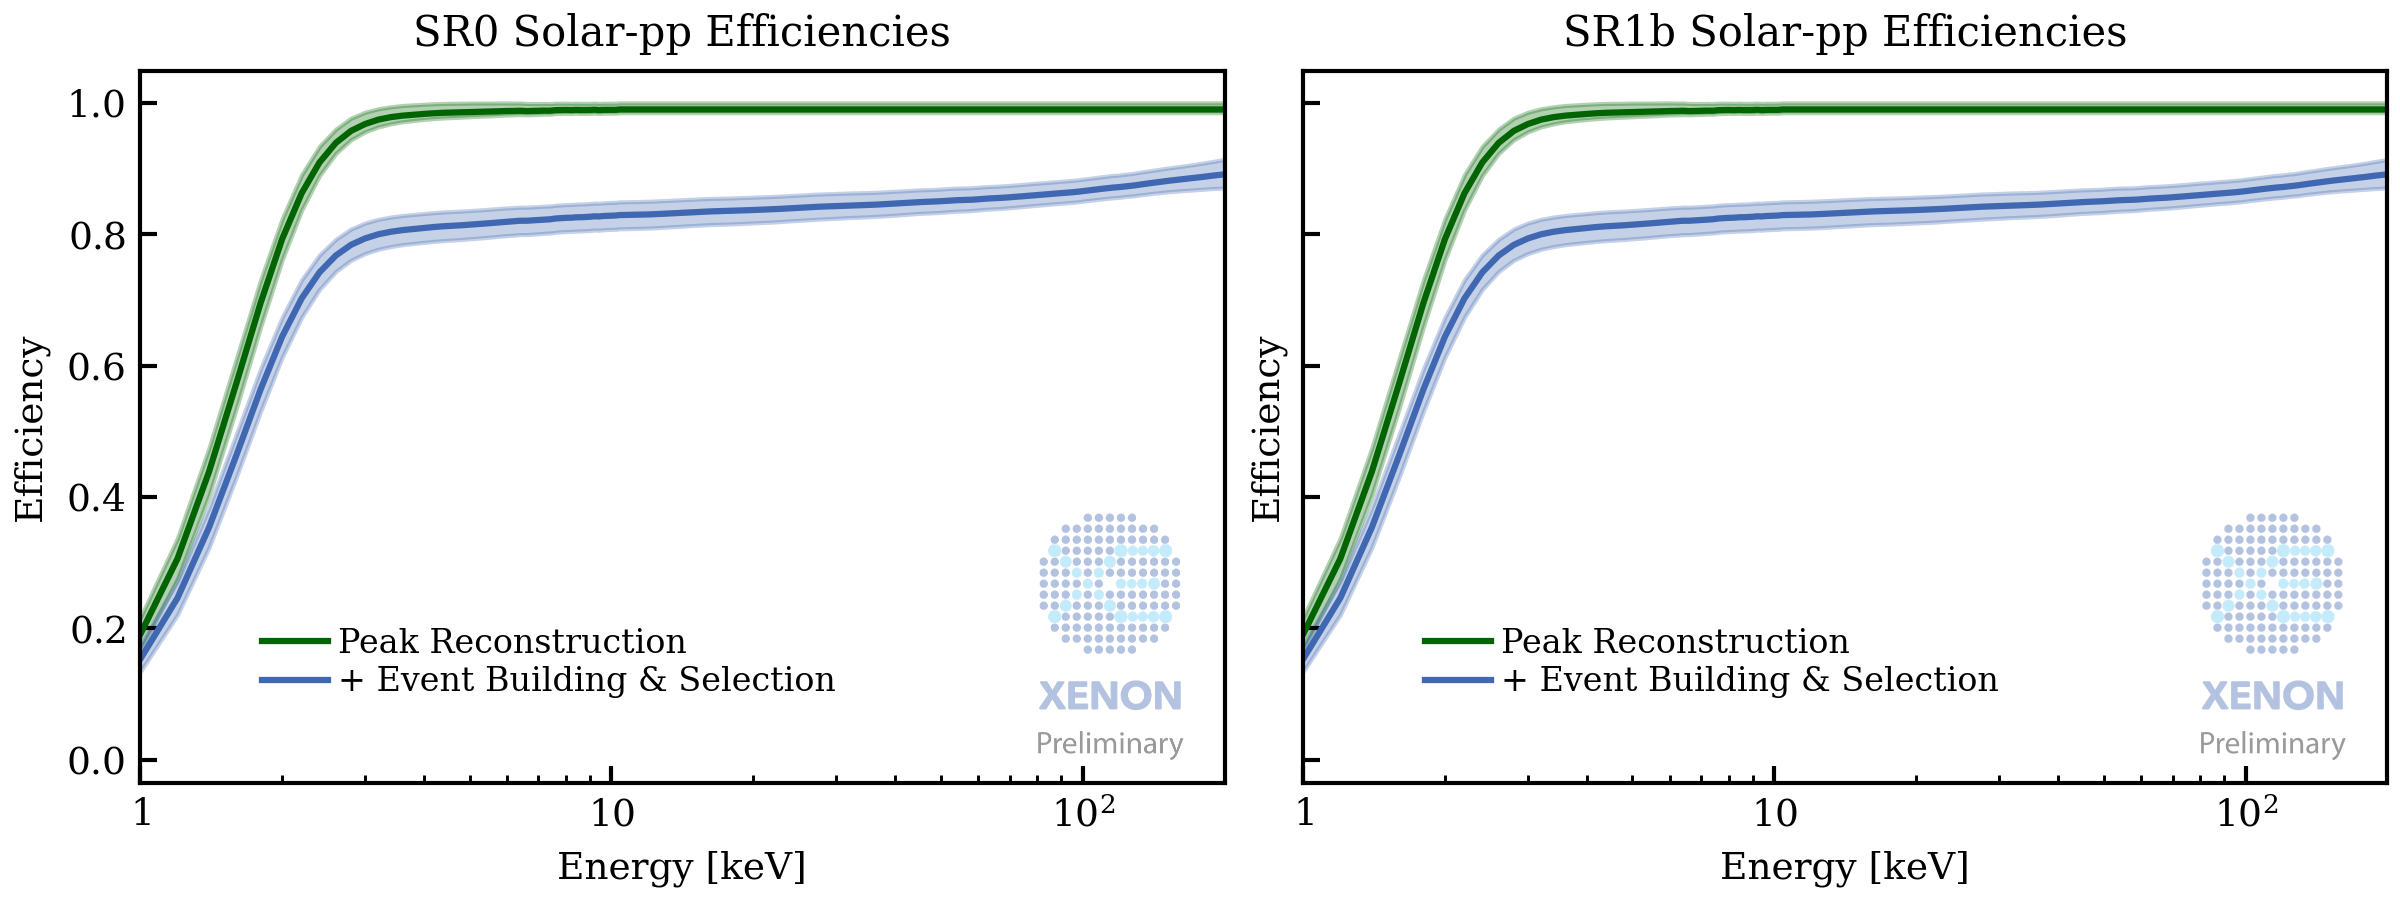 SR0 Solar-pp Efficiencies
1.0
0.8
0.6
0.4
0.2
0.0
Efficiency
Peak Reconstruction
+ Event Building & Selection
XENON
Preliminary
1
10
10²
Energy [keV]
SR1b Solar-pp Efficiencies
Efficiency
Peak Reconstruction
+ Event Building & Selection
XENON
Preliminary
1
10
10²
Energy [keV]